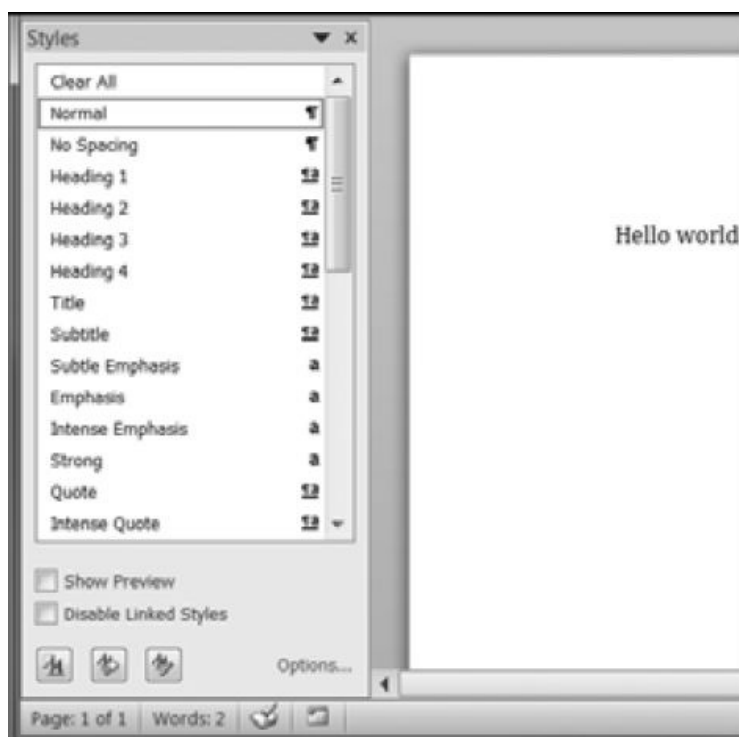 Styles
Clear All
Normal ¶
No Spacing ¶
Heading 1 ¶a
Heading 2 ¶a
Heading 3 ¶a
Heading 4 ¶a
Title ¶a
Subtitle ¶a
Subtle Emphasis a
Emphasis a
Intense Emphasis a
Strong a
Quote ¶a
Intense Quote ¶a
Hello world
Show Preview
Disable Linked Styles
Options...
Page: 1 of 1 Words: 2